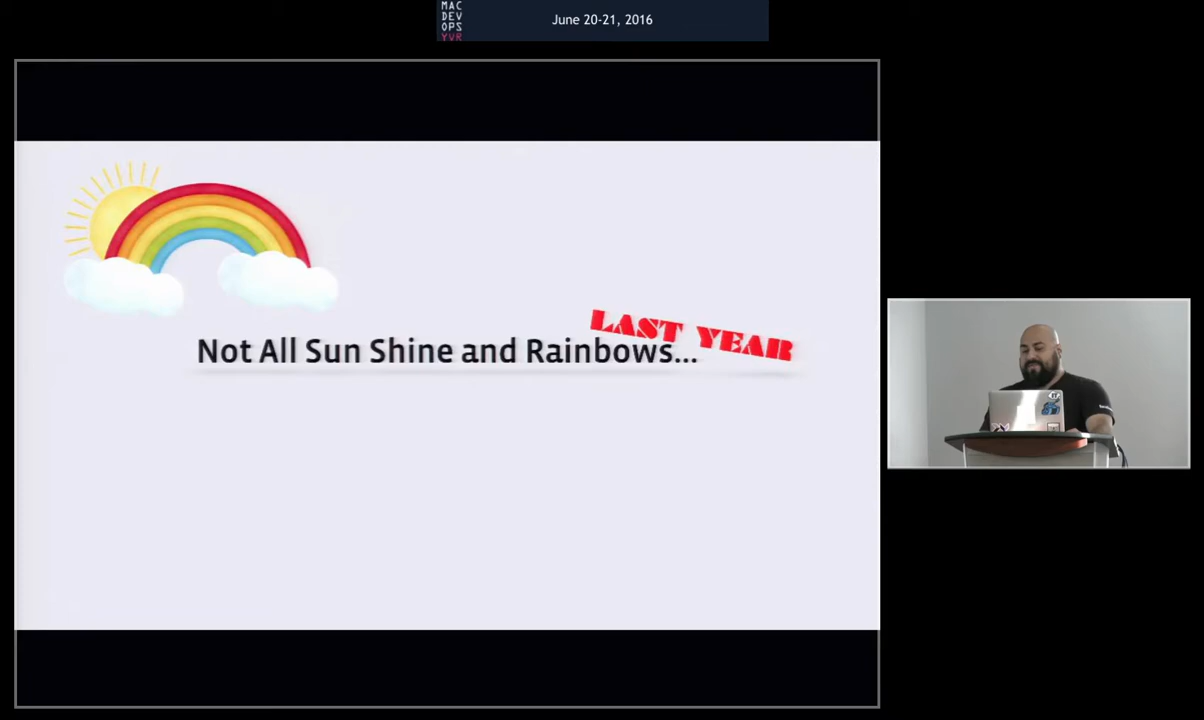 MAC
DEV
OPS
YVR
June 20-21, 2016
LAST YEAR
Not All Sun Shine and Rainbows...